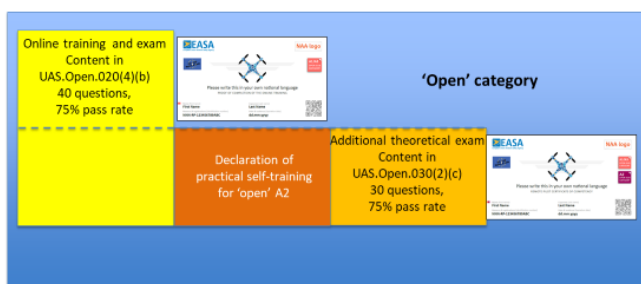 Online training and exam
Content in
UAS.Open.020(4)(b)
40 questions,
75% pass rate
EASA
NAA logo
Please write this in your own national language
First Name
Last Name
'Open' category
Declaration of
practical self-training
for 'open' A2
Additional theoretical exam
Content in
UAS.Open.030(2)(c)
30 questions,
75% pass rate
EASA
NAA logo
Please write this in your own national language
First Name
Last Name